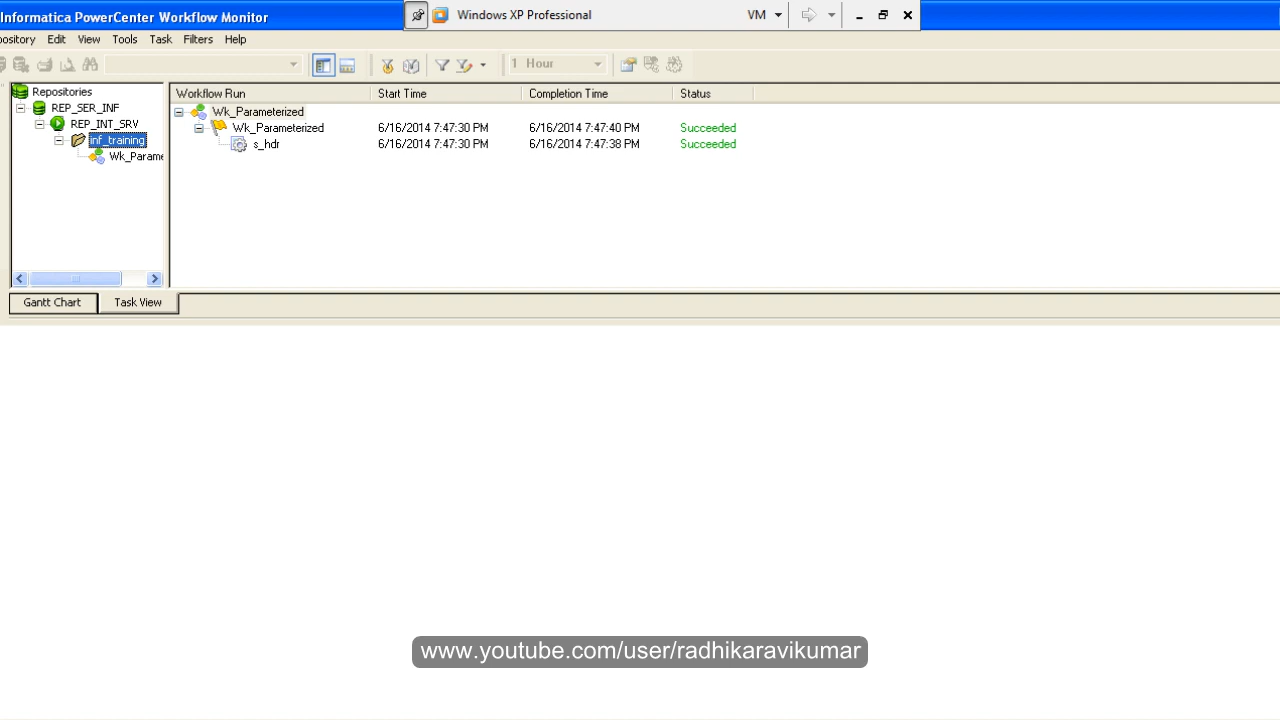 Informatica PowerCenter Workflow Monitor
Windows XP Professional
VM
pository Edit View Tools Task Filters Help
1 Hour
Repositories
REP_SER_INF
REP_INT_SRV
inf_training
Wk_Parame
Workflow Run Start Time Completion Time Status
Wk_Parameterized
Wk_Parameterized 6/16/2014 7:47:30 PM 6/16/2014 7:47:40 PM Succeeded
s_hdr 6/16/2014 7:47:30 PM 6/16/2014 7:47:38 PM Succeeded
Gantt Chart Task View
www.youtube.com/user/radhikaravikumar